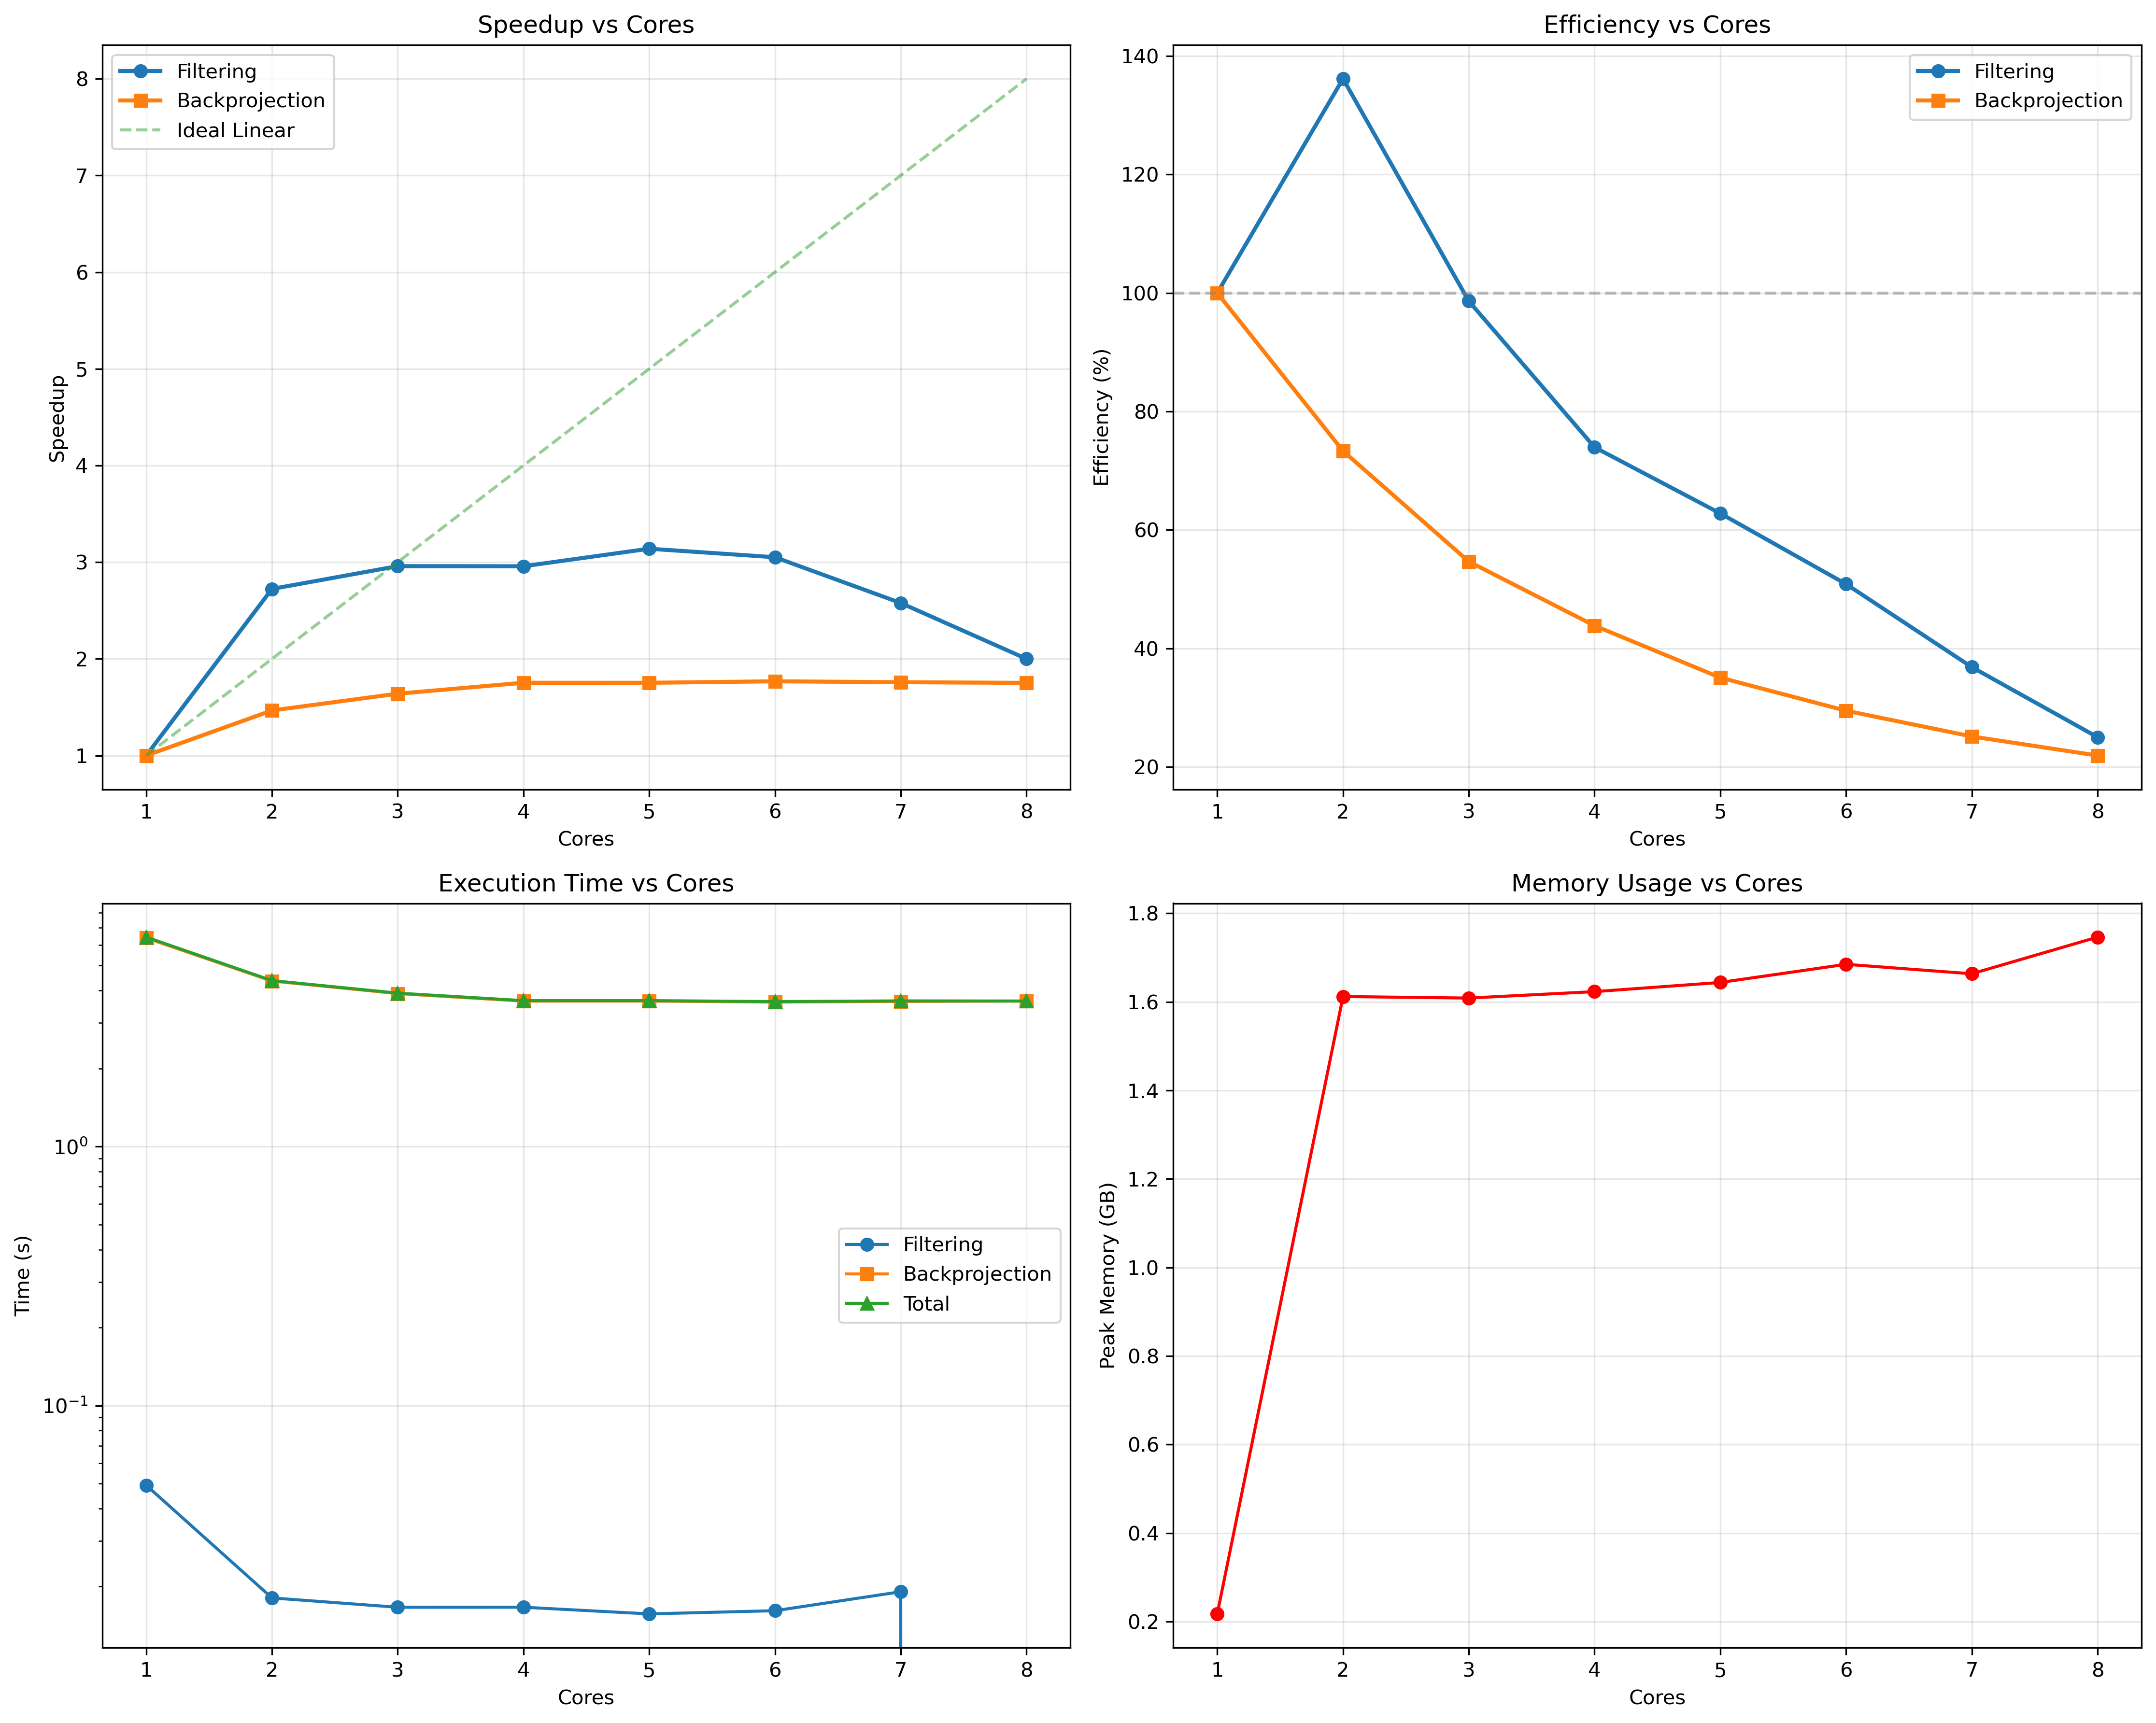 Speedup vs Cores
Filtering
Backprojection
Ideal Linear
8
7
6
5
4
3
2
1
Speedup
1 2 3 4 5 6 7 8
Cores
Efficiency vs Cores
Filtering
Backprojection
140
120
100
80
60
40
20
Efficiency (%)
1 2 3 4 5 6 7 8
Cores
Execution Time vs Cores
10⁰
10⁻¹
Time (s)
Filtering
Backprojection
Total
1 2 3 4 5 6 7 8
Cores
Memory Usage vs Cores
1.8
1.6
1.4
1.2
1.0
0.8
0.6
0.4
0.2
Peak Memory (GB)
1 2 3 4 5 6 7 8
Cores